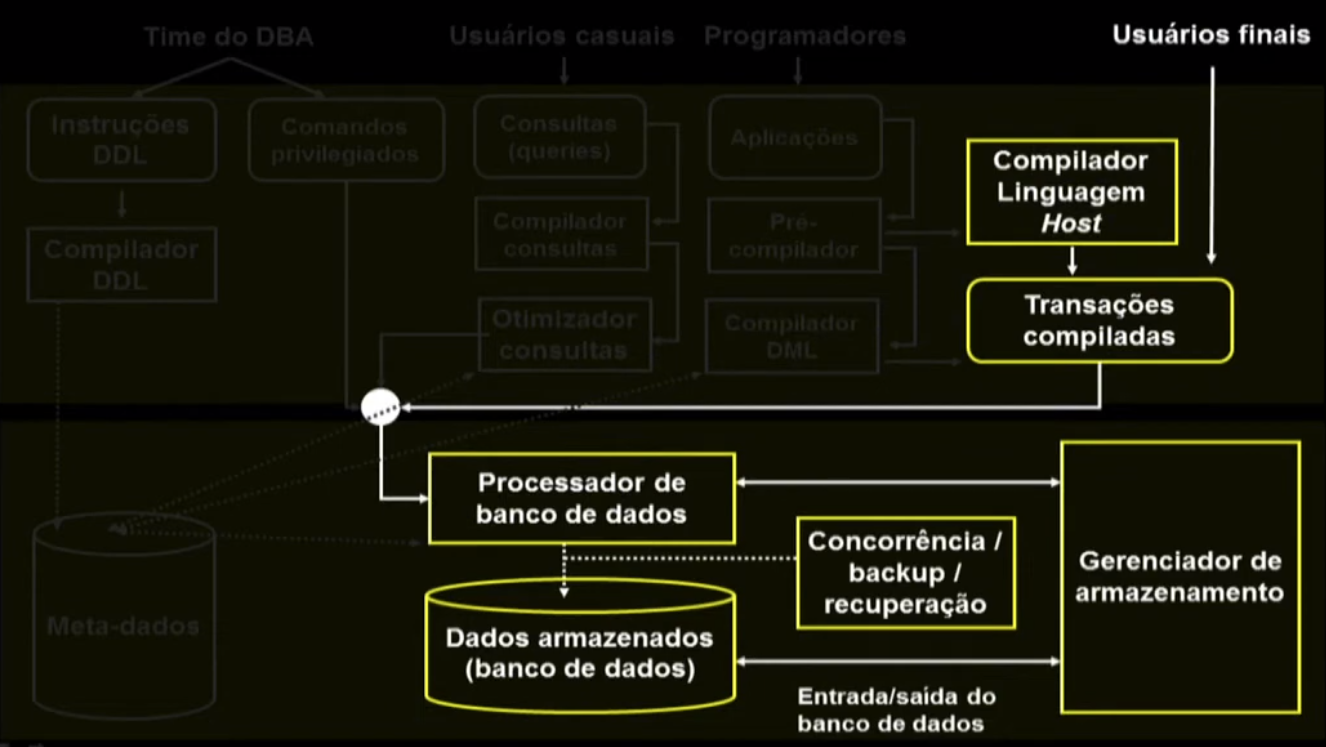 Time do DBA
Usuários casuais
Programadores
Usuários finais
Instruções
DDL
Comandos
privilegiados
Consultas
(queries)
Aplicações
Compilador
Linguagem
Host
Compilador
DDL
Compilador
consultas
Pré-
compilador
Transações
compiladas
Otimizador
consultas
Compilador
DML
Processador de
banco de dados
Concorrência /
backup /
recuperação
Gerenciador de
armazenamento
Meta-dados
Dados armazenados
(banco de dados)
Entrada/saída do
banco de dados